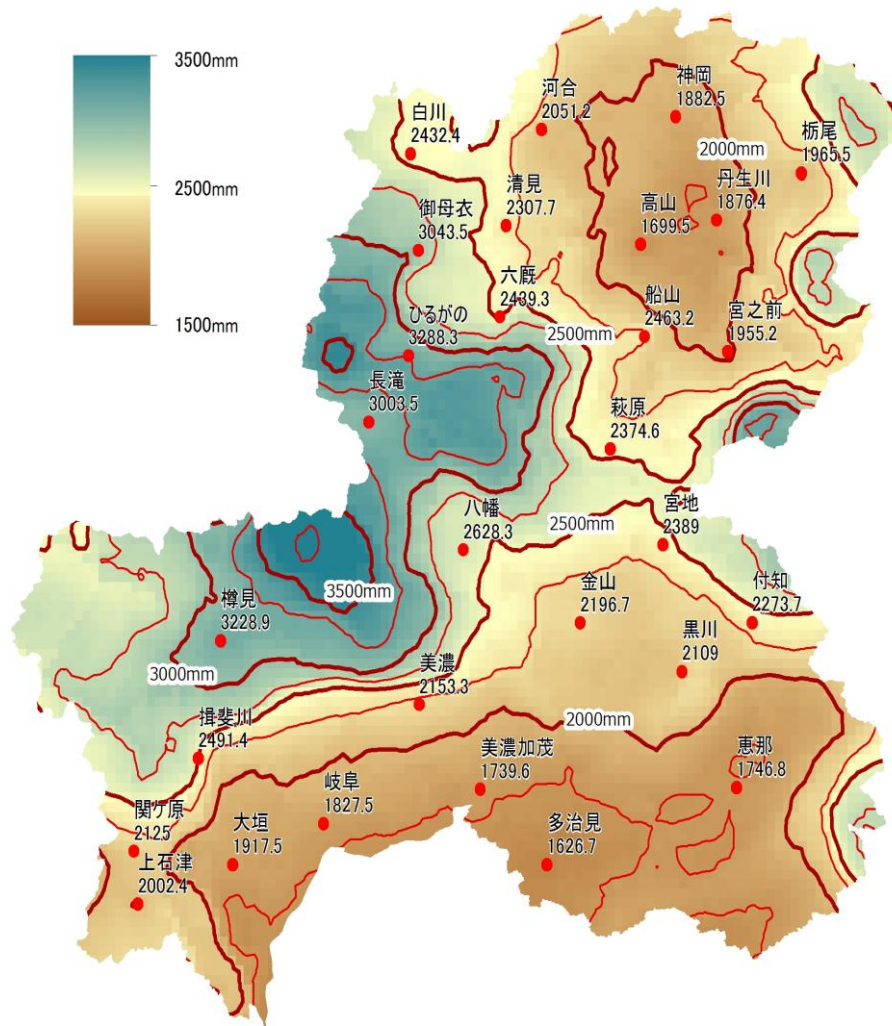 3500mm
2500mm
1500mm
神岡
1882.5
河合
2051.2
白川
2432.4
栃尾
1965.5
2000mm
丹生川
1876.4
清見
2307.7
高山
1699.5
御母衣
3043.5
六厩
2439.3
船山
2463.2
宮之前
1955.2
ひるがの
3288.3
2500mm
長滝
3003.5
萩原
2374.6
八幡
2628.3
2500mm
宮地
2389
金山
2196.7
付知
2273.7
3500mm
樽見
3228.9
黒川
2109
3000mm
美濃
2153.3
揖斐川
2491.4
2000mm
美濃加茂
1739.6
恵那
1746.8
岐阜
1827.5
関ケ原
2125
大垣
1917.5
多治見
1626.7
上石津
2002.4